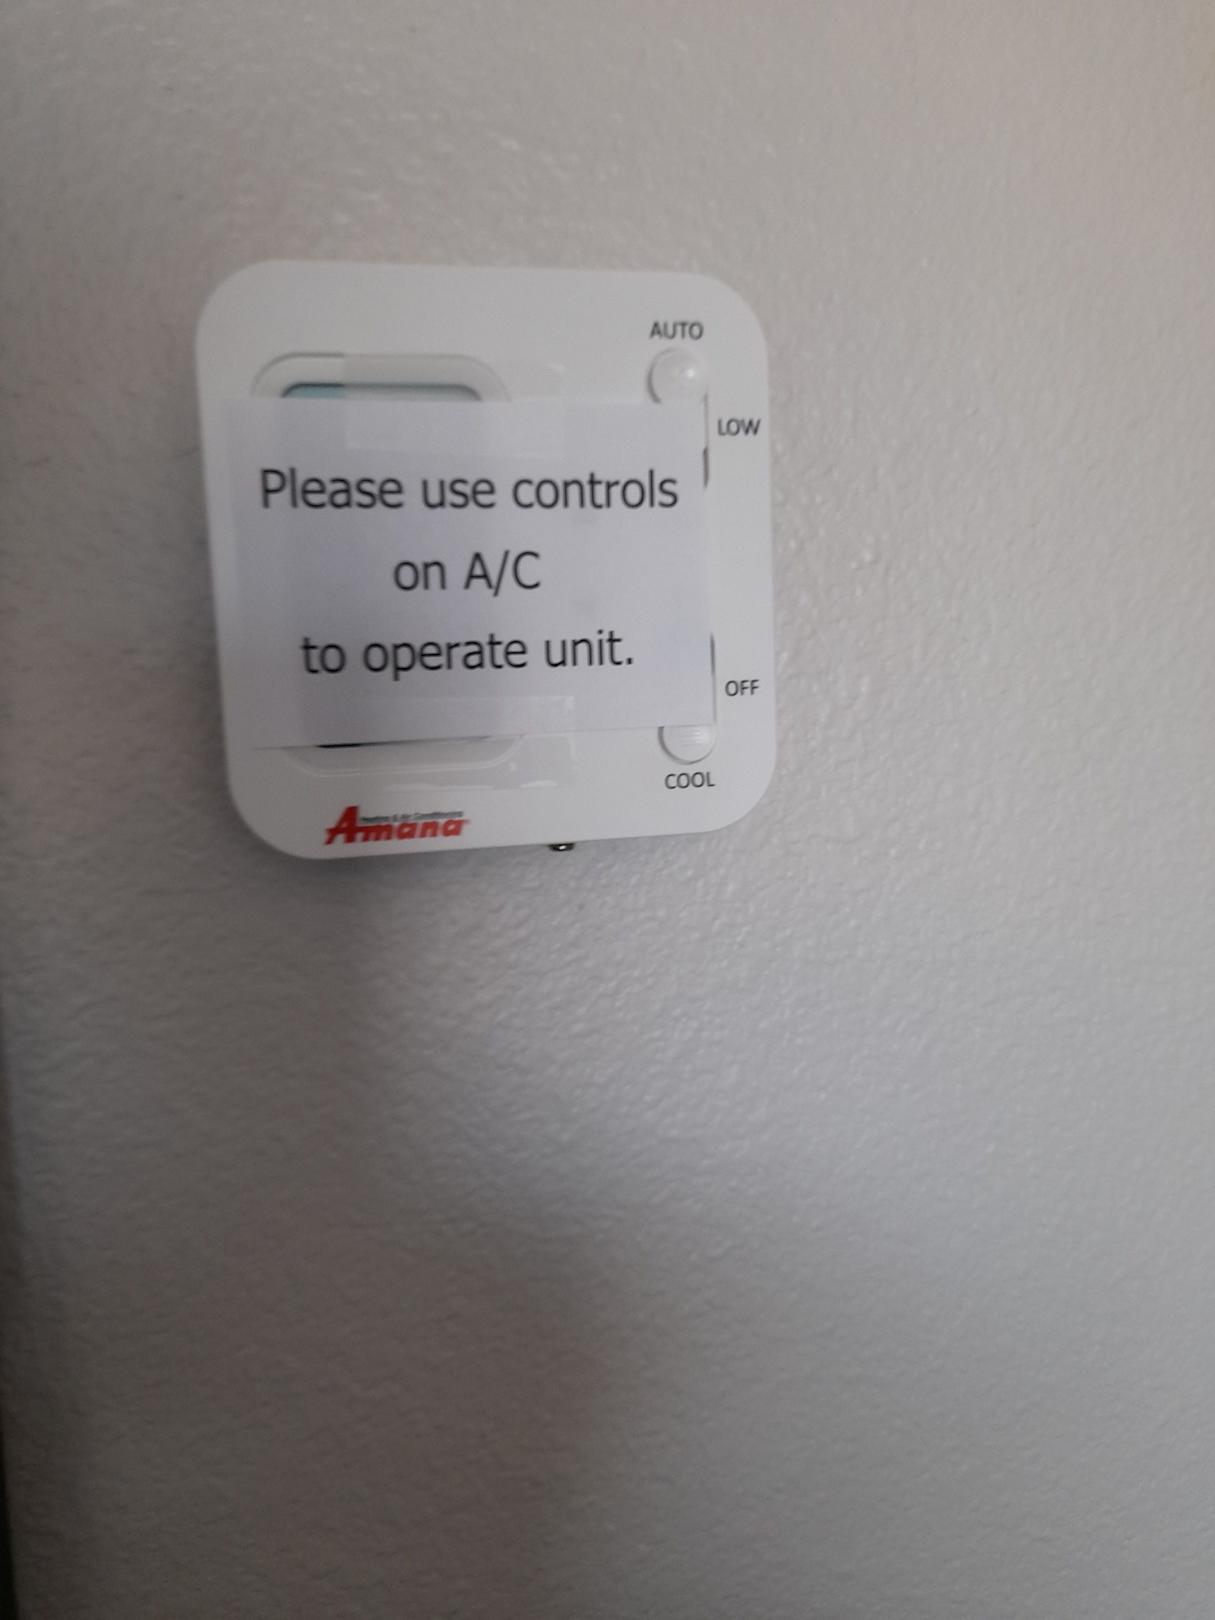 AUTO
LOW
Please use controls
on A/C
to operate unit.
OFF
COOL
Amana